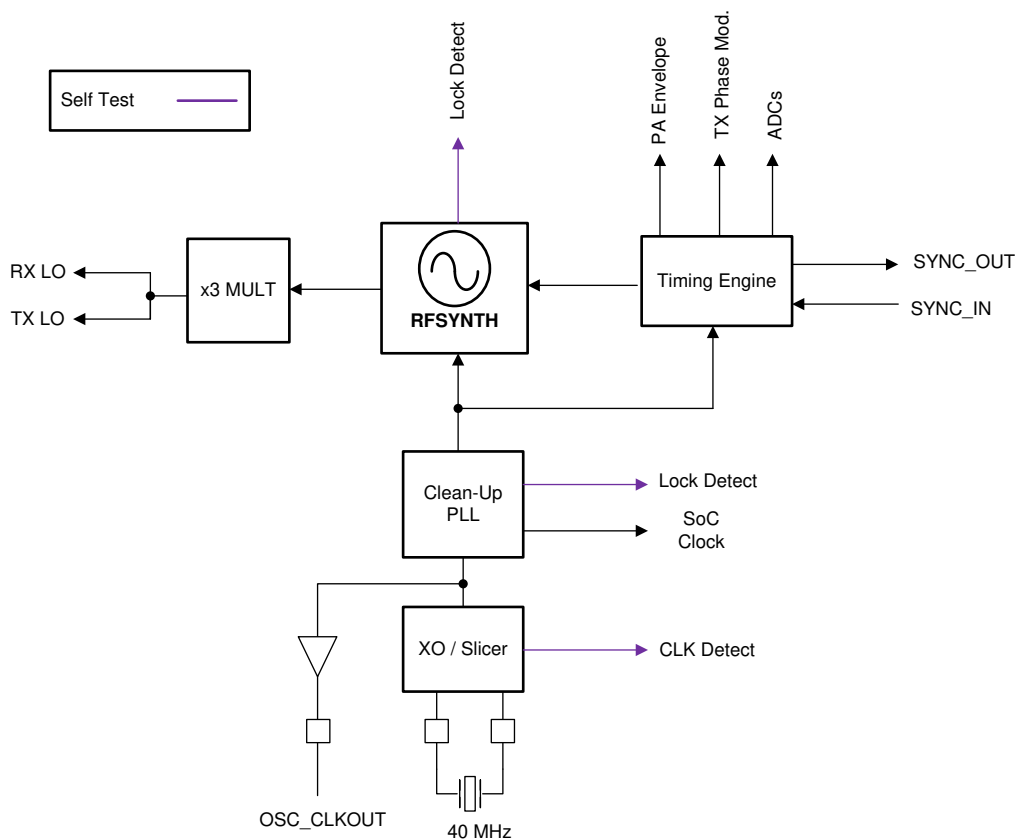 Self Test
Lock Detect
PA Envelope
TX Phase Mod.
ADCs
RX LO
TX LO
x3 MULT
RFSYNTH
Timing Engine
SYNC_OUT
SYNC_IN
Clean-Up
PLL
Lock Detect
SoC
Clock
XO / Slicer
CLK Detect
OSC_CLKOUT
40 MHz